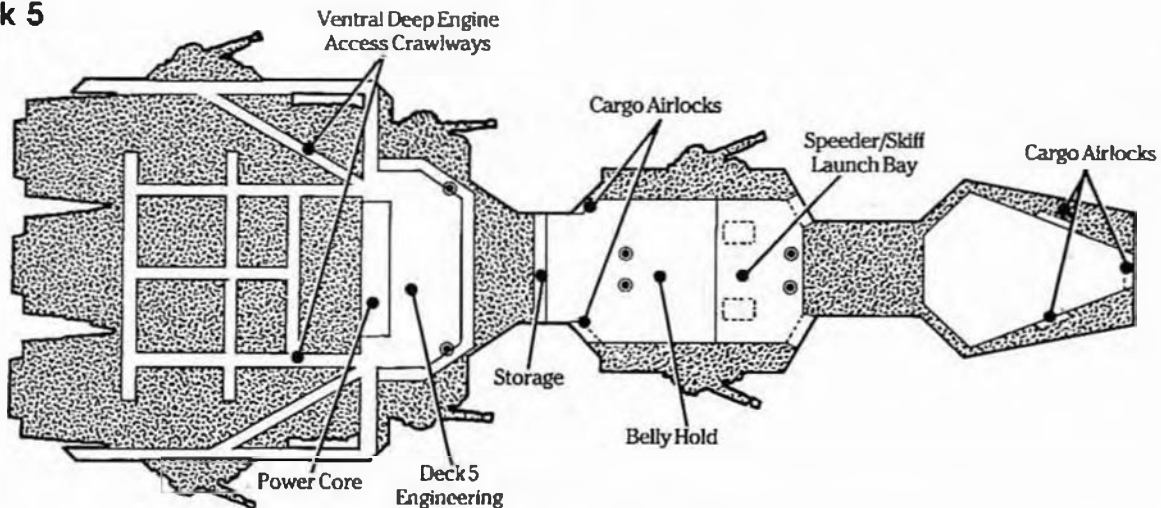 k 5
Ventral Deep Engine
Access Crawlways
Cargo Airlocks
Speeder/Skiff
Launch Bay
Cargo Airlocks
Storage
Belly Hold
Power Core
Deck 5
Engineering